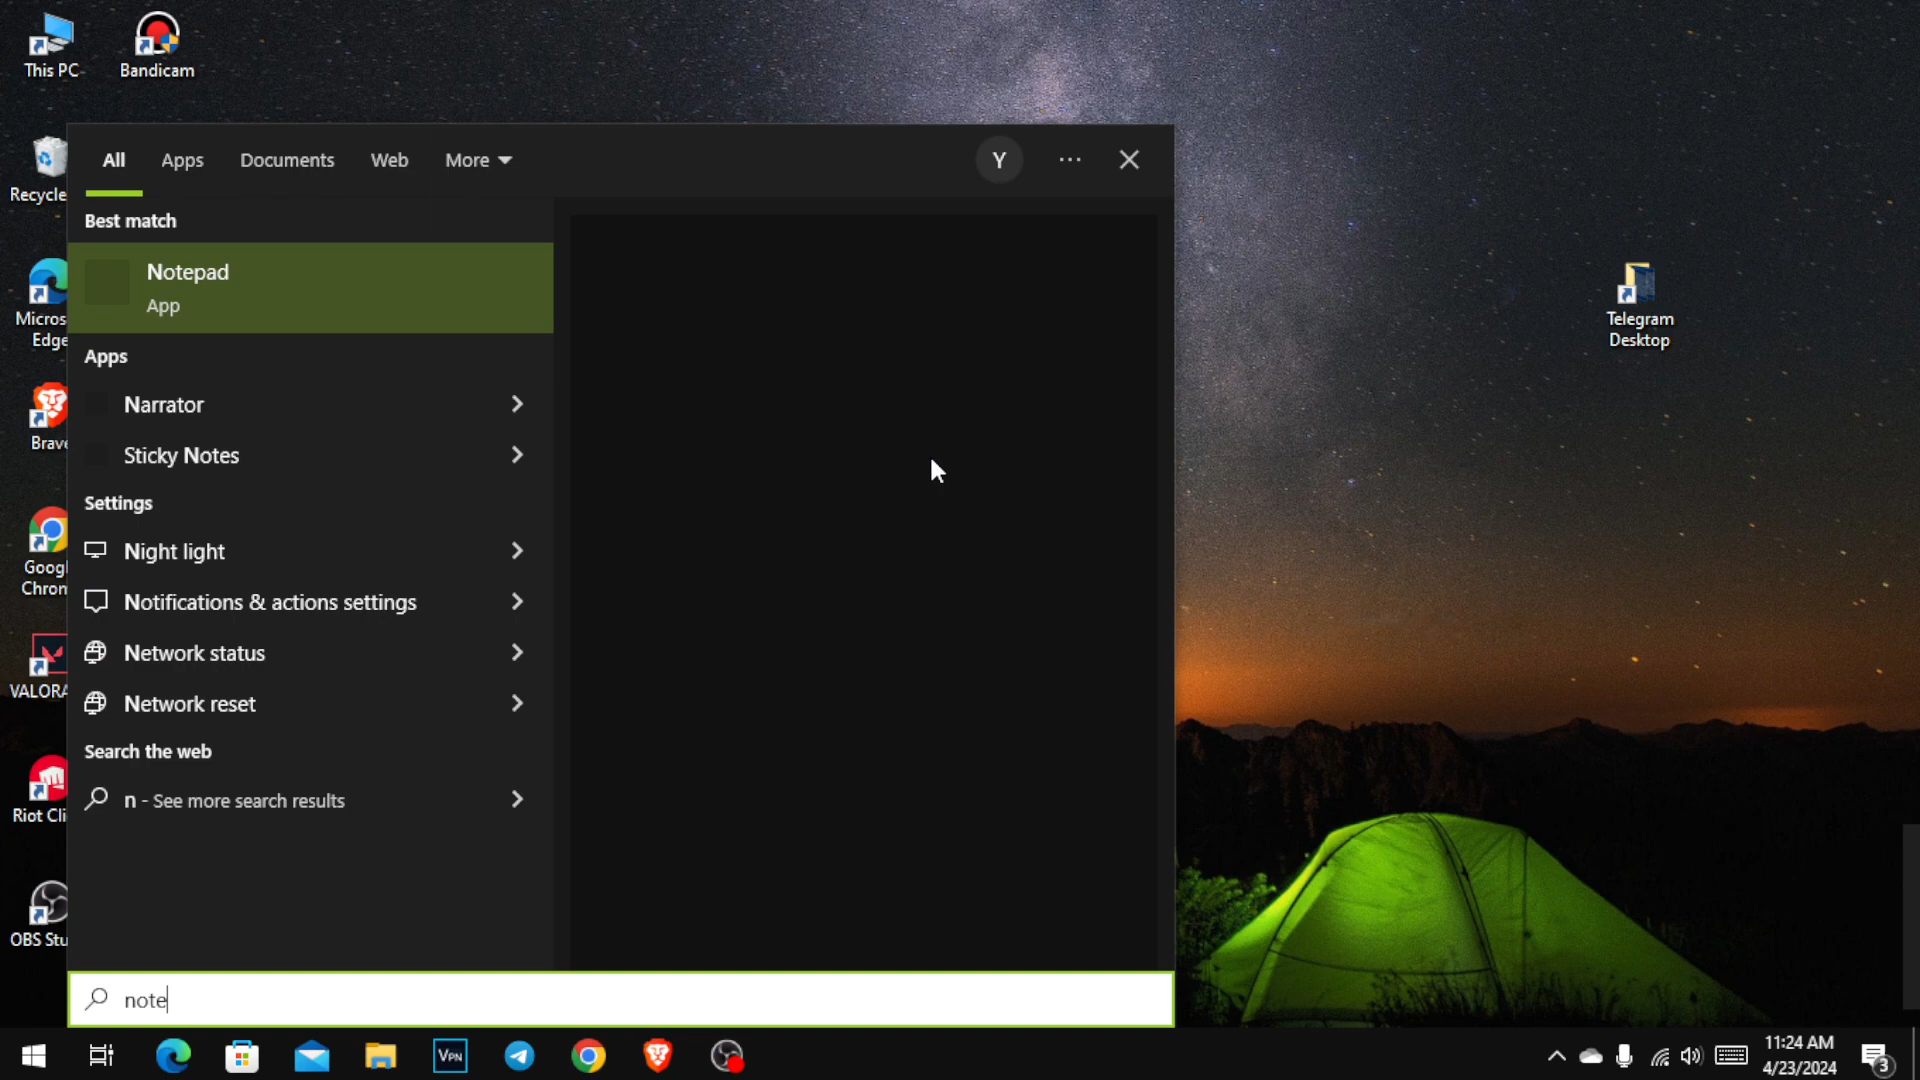 This PC
Bandicam
Recycle
Micros
Edge
Brave
Googl
Chrom
VALORA
Riot Cli
OBS Stu
Telegram
Desktop
All Apps Documents Web More
Y
Best match
Notepad
App
Apps
Narrator
Sticky Notes
Settings
Night light
Notifications & actions settings
Network status
Network reset
Search the web
n - See more search results
note
VPN
11:24 AM
4/23/2024
3